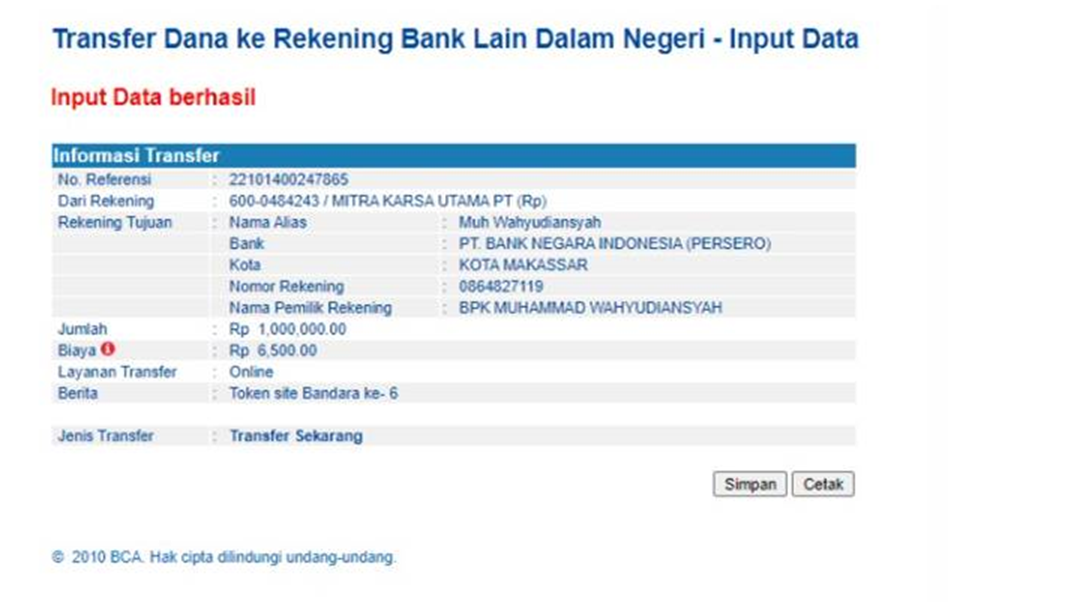 Transfer Dana ke Rekening Bank Lain Dalam Negeri - Input Data
Input Data berhasil
Informasi Transfer
No. Referensi : 22101400247865
Dari Rekening : 600-0484243 / MITRA KARSA UTAMA PT (Rp)
Rekening Tujuan : Nama Alias : Muh Wahyudiansyah
Bank : PT. BANK NEGARA INDONESIA (PERSERO)
Kota : KOTA MAKASSAR
Nomor Rekening : 0864827119
Nama Pemilik Rekening : BPK MUHAMMAD WAHYUDIANSYAH
Jumlah : Rp 1,000,000.00
Biaya : Rp 6,500.00
Layanan Transfer : Online
Berita : Token site Bandara ke- 6
Jenis Transfer : Transfer Sekarang
Simpan Cetak
© 2010 BCA. Hak cipta dilindungi undang-undang.